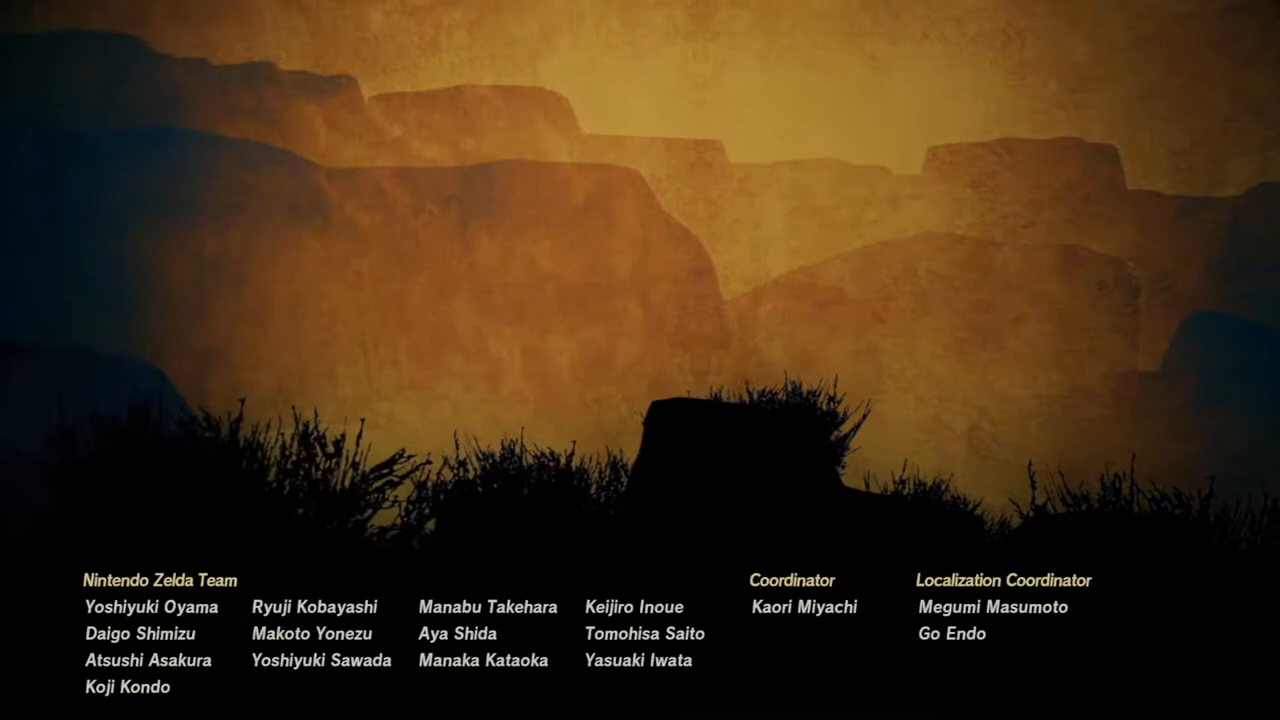 Nintendo Zelda Team Coordinator Localization Coordinator
Yoshiyuki Oyama Ryuji Kobayashi Manabu Takehara Keijiro Inoue Kaori Miyachi Megumi Masumoto
Daigo Shimizu Makoto Yonezu Aya Shida Tomohisa Saito Go Endo
Atsushi Asakura Yoshiyuki Sawada Manaka Kataoka Yasuaki Iwata
Koji Kondo